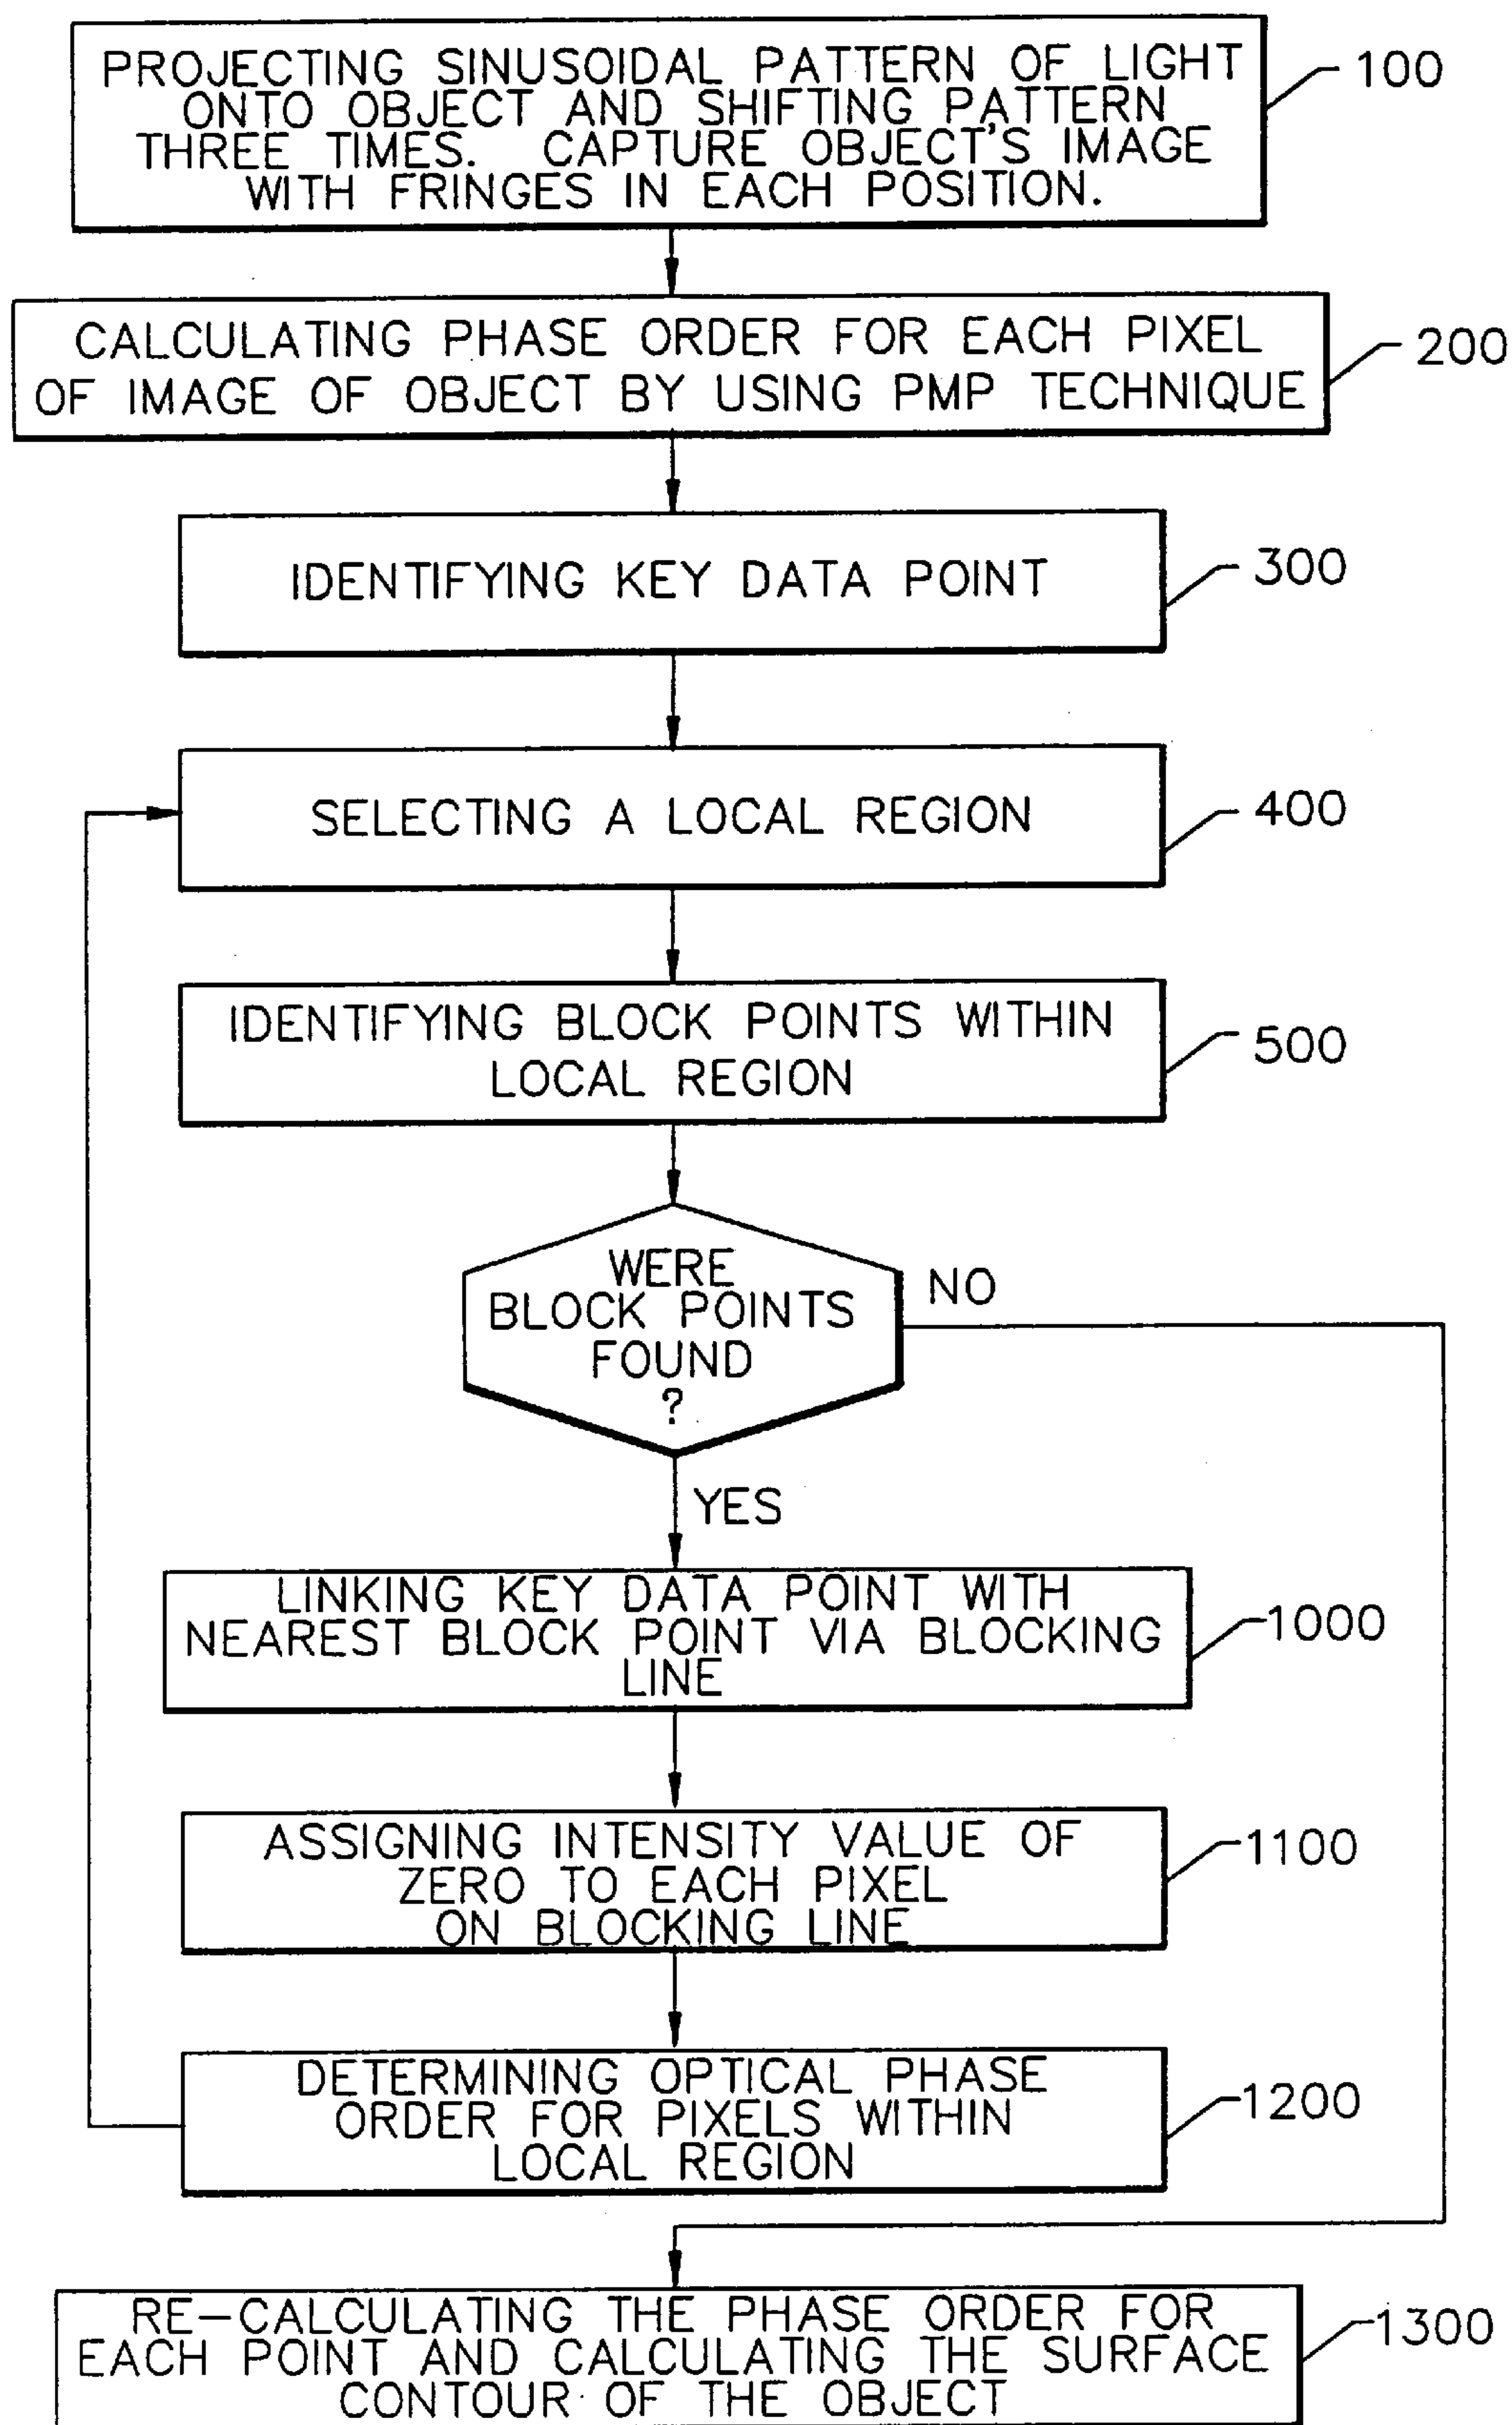 PROJECTING SINUSOIDAL PATTERN OF LIGHT
ONTO OBJECT AND SHIFTING PATTERN
THREE TIMES. CAPTURE OBJECT'S IMAGE
WITH FRINGES IN EACH POSITION.
100
CALCULATING PHASE ORDER FOR EACH PIXEL
OF IMAGE OF OBJECT BY USING PMP TECHNIQUE
200
IDENTIFYING KEY DATA POINT
300
SELECTING A LOCAL REGION
400
IDENTIFYING BLOCK POINTS WITHIN
LOCAL REGION
500
WERE
BLOCK POINTS
FOUND
?
NO
YES
LINKING KEY DATA POINT WITH
NEAREST BLOCK POINT VIA BLOCKING
LINE
1000
ASSIGNING INTENSITY VALUE OF
ZERO TO EACH PIXEL
ON BLOCKING LINE
1100
DETERMINING OPTICAL PHASE
ORDER FOR PIXELS WITHIN
LOCAL REGION
1200
RE-CALCULATING THE PHASE ORDER FOR
EACH POINT AND CALCULATING THE SURFACE
CONTOUR OF THE OBJECT
1300